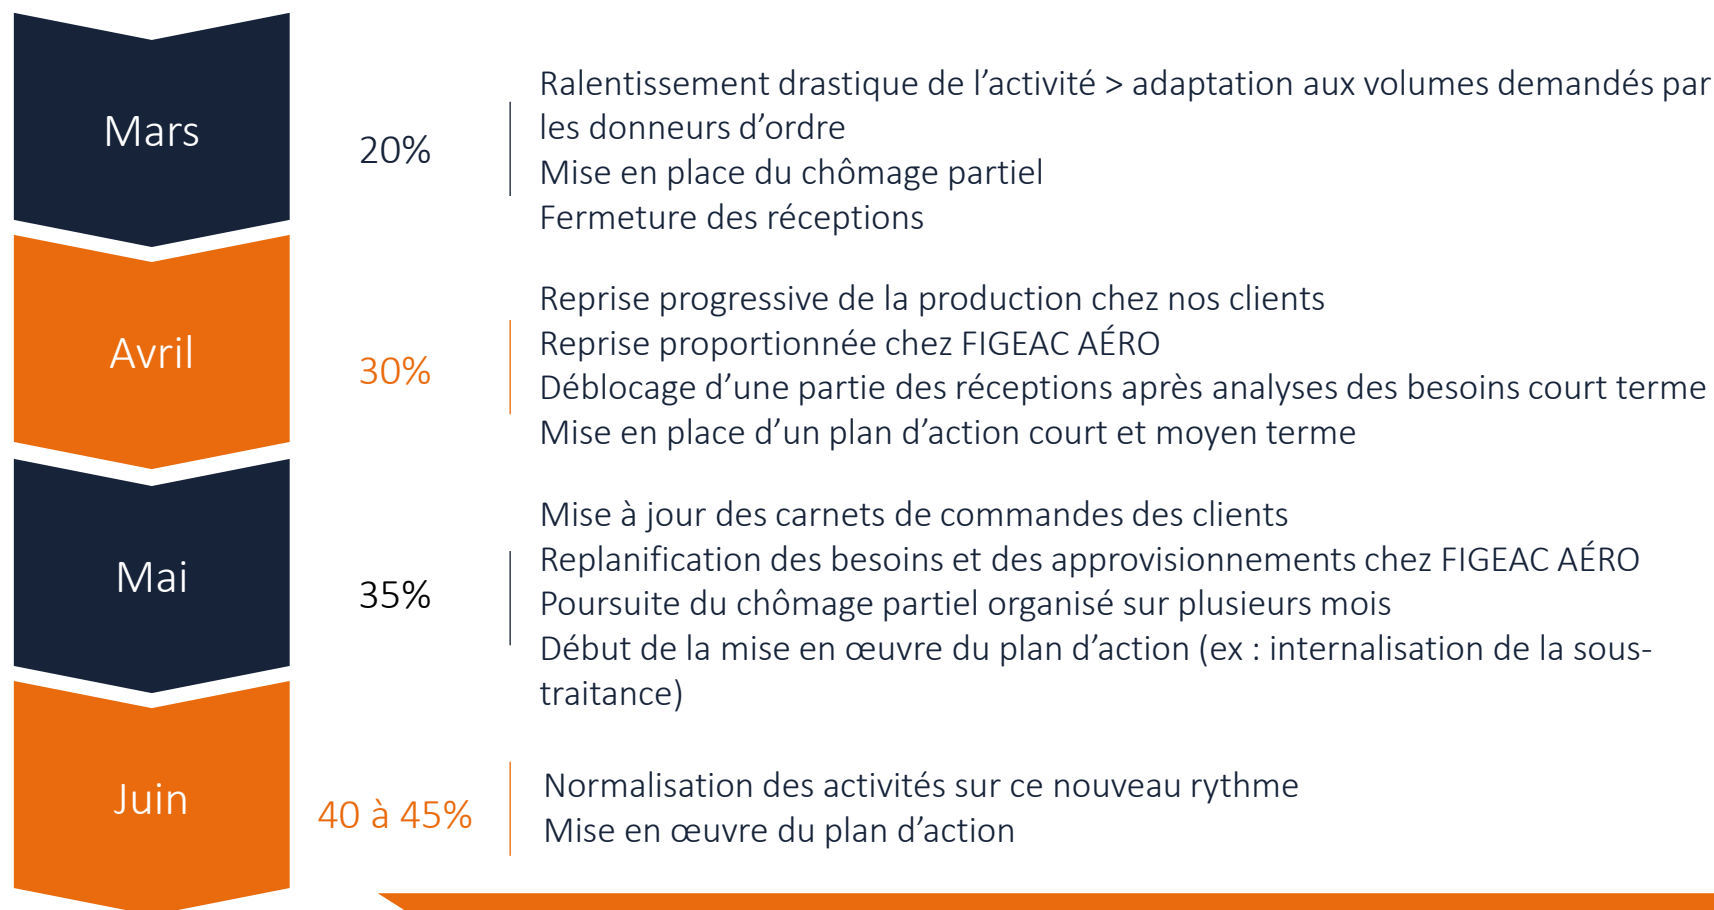 Mars
20%
Ralentissement drastique de l’activité > adaptation aux volumes demandés par
les donneurs d’ordre
Mise en place du chômage partiel
Fermeture des réceptions
Avril
30%
Reprise progressive de la production chez nos clients
Reprise proportionnée chez FIGEAC AÉRO
Déblocage d’une partie des réceptions après analyses des besoins court terme
Mise en place d’un plan d’action court et moyen terme
Mai
35%
Mise à jour des carnets de commandes des clients
Replanification des besoins et des approvisionnements chez FIGEAC AÉRO
Poursuite du chômage partiel organisé sur plusieurs mois
Début de la mise en œuvre du plan d’action (ex : internalisation de la sous-
traitance)
Juin
40 à 45%
Normalisation des activités sur ce nouveau rythme
Mise en œuvre du plan d’action